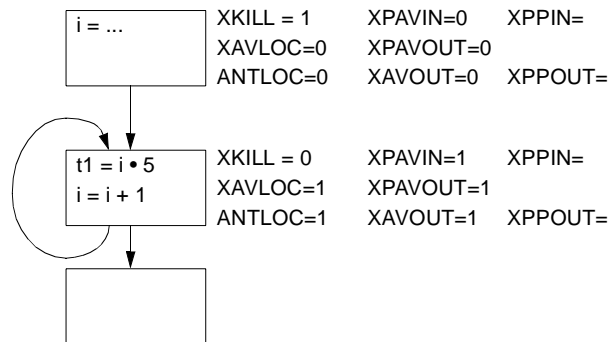 i = ...
XKILL = 1 XPAVIN=0 XPPIN=
XAVLOC=0 XPAVOUT=0
ANTLOC=0 XAVOUT=0 XPPOUT=
t1 = i • 5
i = i + 1
XKILL = 0 XPAVIN=1 XPPIN=
XAVLOC=1 XPAVOUT=1
ANTLOC=1 XAVOUT=1 XPPOUT=